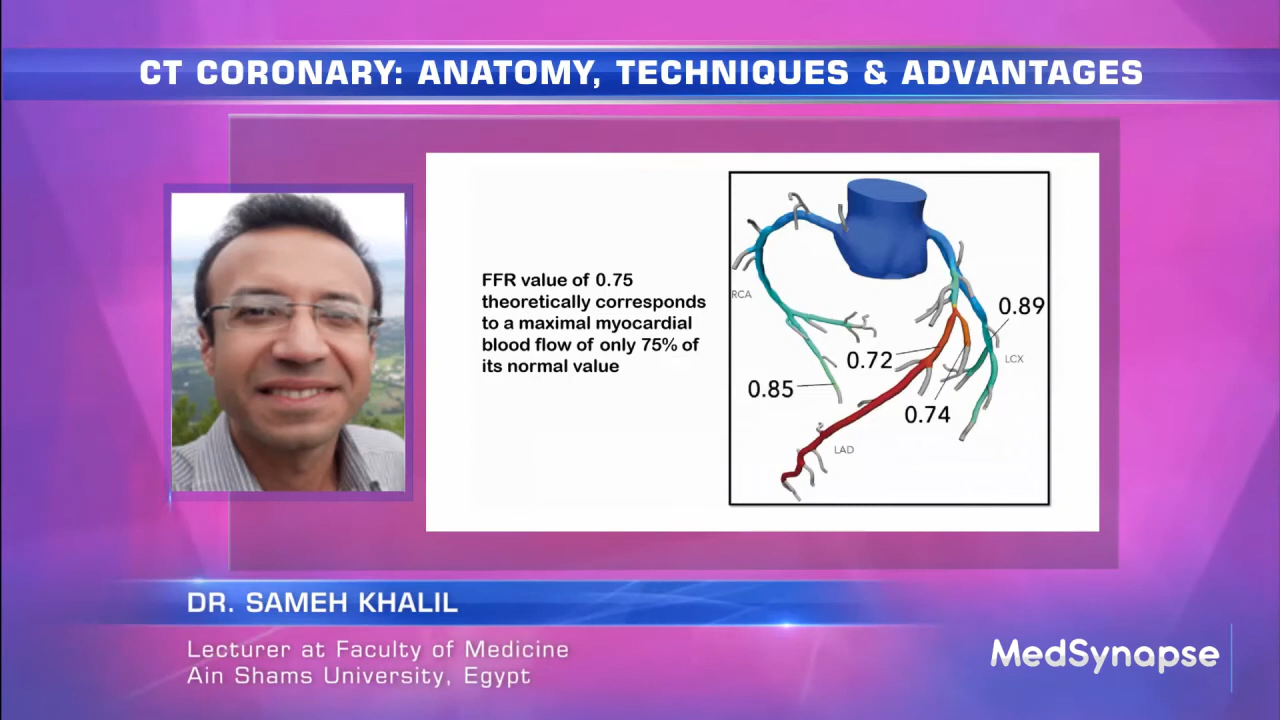 CT CORONARY: ANATOMY, TECHNIQUES & ADVANTAGES
FFR value of 0.75
theoretically corresponds
to a maximal myocardial
blood flow of only 75% of
its normal value
RCA
0.89
LCX
0.72
0.85
0.74
LAD
DR. SAMEH KHALIL
Lecturer at Faculty of Medicine
Ain Shams University, Egypt
MedSynapse